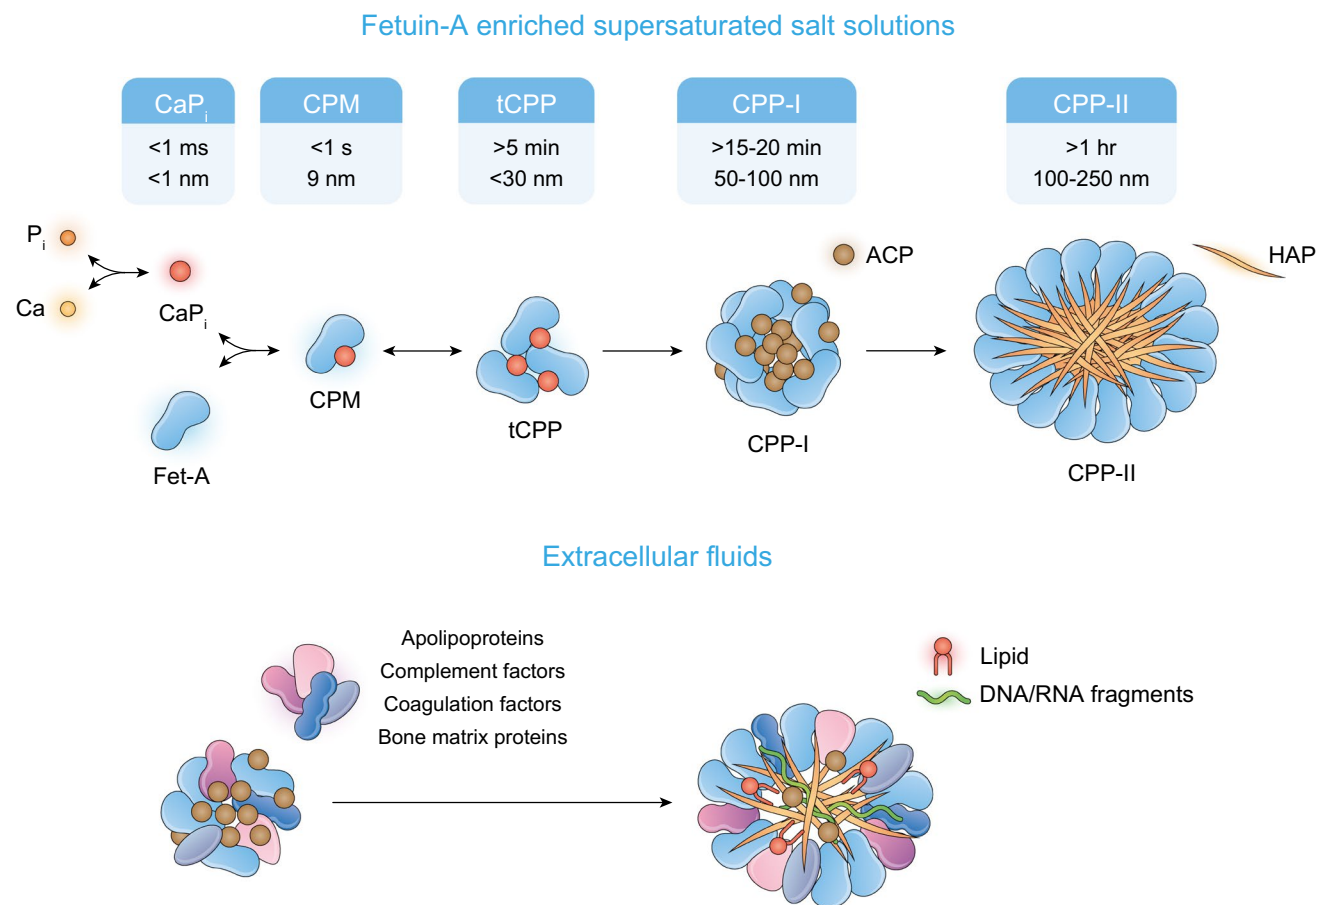 Fetuin-A enriched supersaturated salt solutions
CaPi
<1 ms
<1 nm
CPM
<1 s
9 nm
tCPP
>5 min
<30 nm
CPP-I
>15-20 min
50-100 nm
CPP-II
>1 hr
100-250 nm
Pi
Ca
CaPi
Fet-A
CPM
tCPP
ACP
CPP-I
HAP
CPP-II
Extracellular fluids
Apolipoproteins
Complement factors
Coagulation factors
Bone matrix proteins
Lipid
DNA/RNA fragments